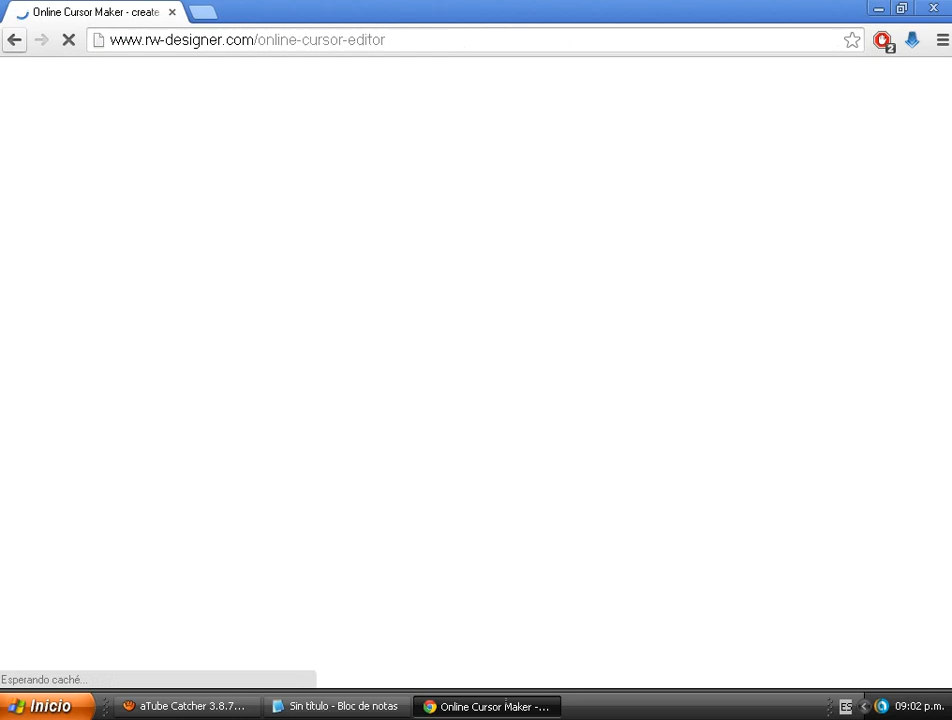 Online Cursor Maker - create
www.rw-designer.com/online-cursor-editor
2
Esperando caché...
Inicio
aTube Catcher 3.8.7...
Sin título - Bloc de notas
Online Cursor Maker -...
ES
09:02 p.m.